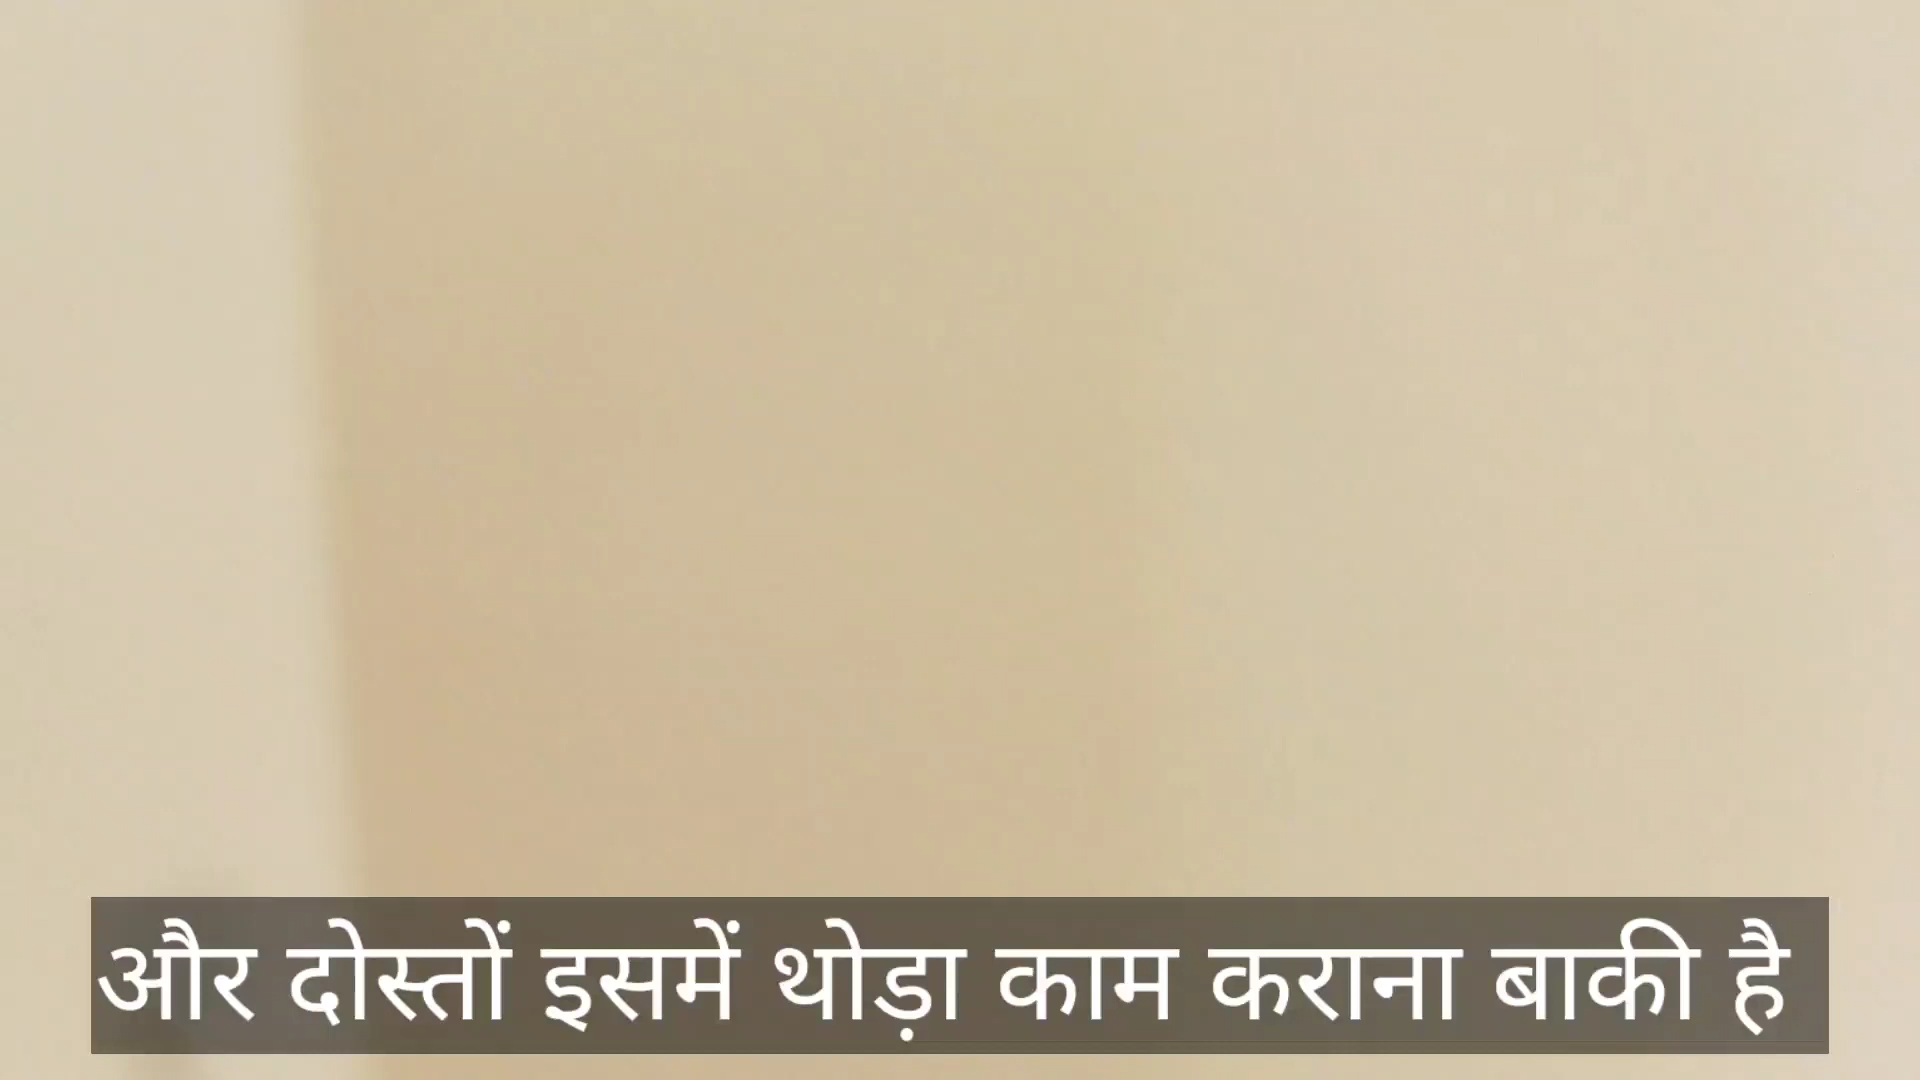 और दोस्तों इसमें थोड़ा काम कराना बाकी है